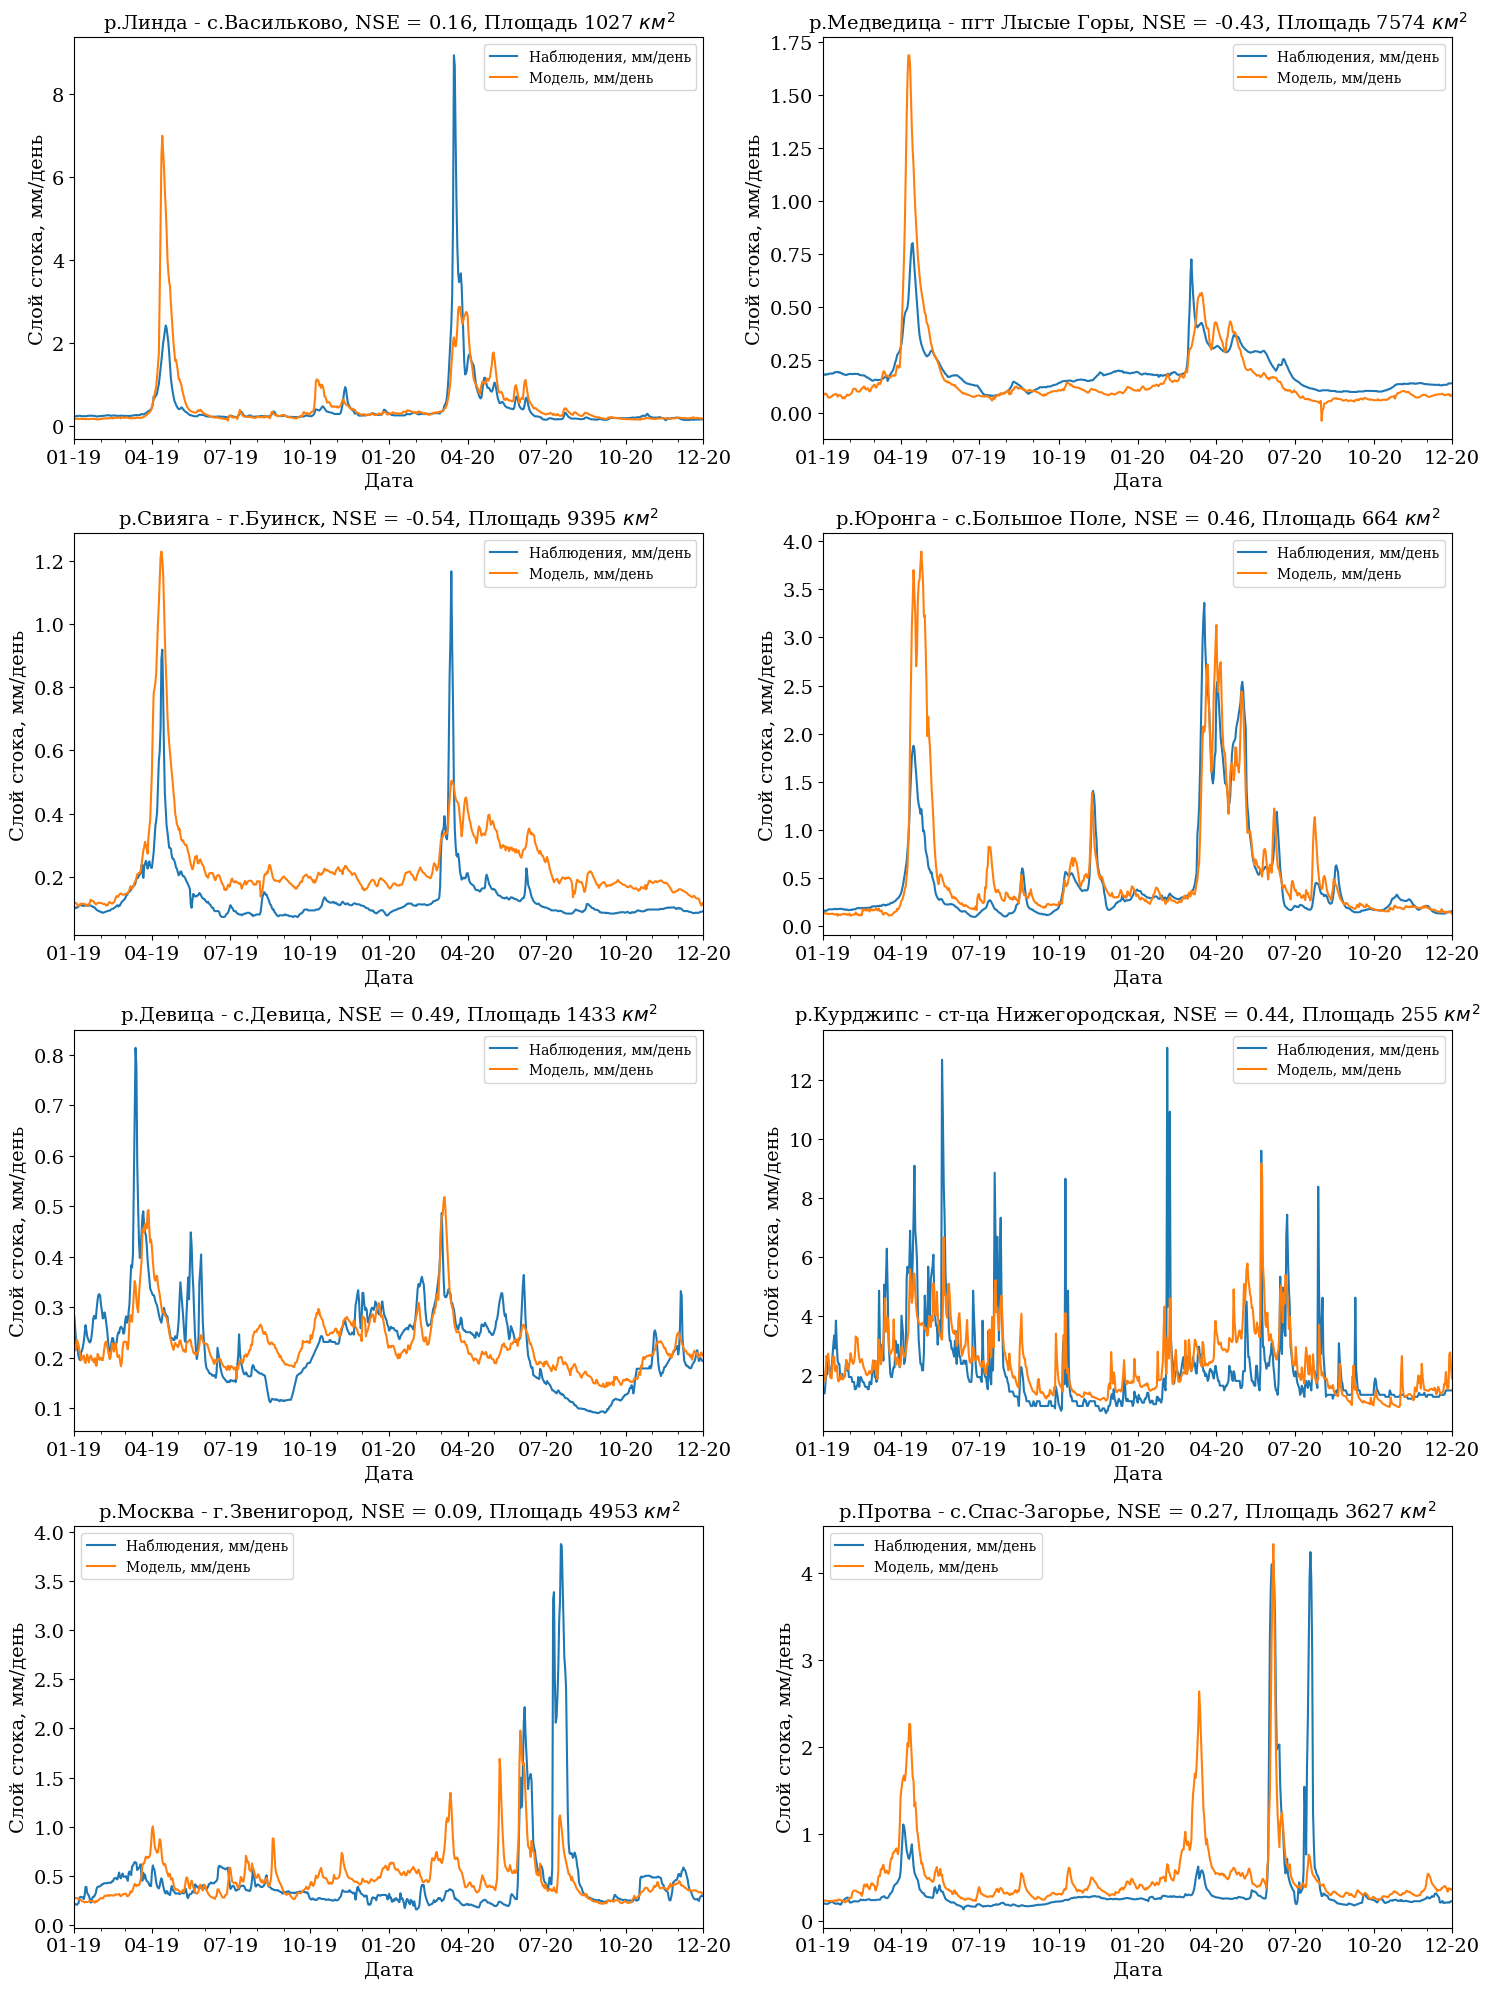 р.Линда - с.Васильково, NSE = 0.16, Площадь 1027 км²
Наблюдения, мм/день
Модель, мм/день
Слой стока, мм/день
8
6
4
2
0
01-19 04-19 07-19 10-19 01-20 04-20 07-20 10-20 12-20
Дата
р.Медведица - пгт Лысые Горы, NSE = -0.43, Площадь 7574 км²
Наблюдения, мм/день
Модель, мм/день
Слой стока, мм/день
1.75
1.50
1.25
1.00
0.75
0.50
0.25
0.00
01-19 04-19 07-19 10-19 01-20 04-20 07-20 10-20 12-20
Дата
р.Свияга - г.Буинск, NSE = -0.54, Площадь 9395 км²
Наблюдения, мм/день
Модель, мм/день
Слой стока, мм/день
1.2
1.0
0.8
0.6
0.4
0.2
01-19 04-19 07-19 10-19 01-20 04-20 07-20 10-20 12-20
Дата
р.Юронга - с.Большое Поле, NSE = 0.46, Площадь 664 км²
Наблюдения, мм/день
Модель, мм/день
Слой стока, мм/день
4.0
3.5
3.0
2.5
2.0
1.5
1.0
0.5
0.0
01-19 04-19 07-19 10-19 01-20 04-20 07-20 10-20 12-20
Дата
р.Девица - с.Девица, NSE = 0.49, Площадь 1433 км²
Наблюдения, мм/день
Модель, мм/день
Слой стока, мм/день
0.8
0.7
0.6
0.5
0.4
0.3
0.2
0.1
01-19 04-19 07-19 10-19 01-20 04-20 07-20 10-20 12-20
Дата
р.Курджипс - ст-ца Нижегородская, NSE = 0.44, Площадь 255 км²
Наблюдения, мм/день
Модель, мм/день
Слой стока, мм/день
12
10
8
6
4
2
01-19 04-19 07-19 10-19 01-20 04-20 07-20 10-20 12-20
Дата
р.Москва - г.Звенигород, NSE = 0.09, Площадь 4953 км²
Наблюдения, мм/день
Модель, мм/день
Слой стока, мм/день
4.0
3.5
3.0
2.5
2.0
1.5
1.0
0.5
0.0
01-19 04-19 07-19 10-19 01-20 04-20 07-20 10-20 12-20
Дата
р.Протва - с.Спас-Загорье, NSE = 0.27, Площадь 3627 км²
Наблюдения, мм/день
Модель, мм/день
Слой стока, мм/день
4
3
2
1
0
01-19 04-19 07-19 10-19 01-20 04-20 07-20 10-20 12-20
Дата